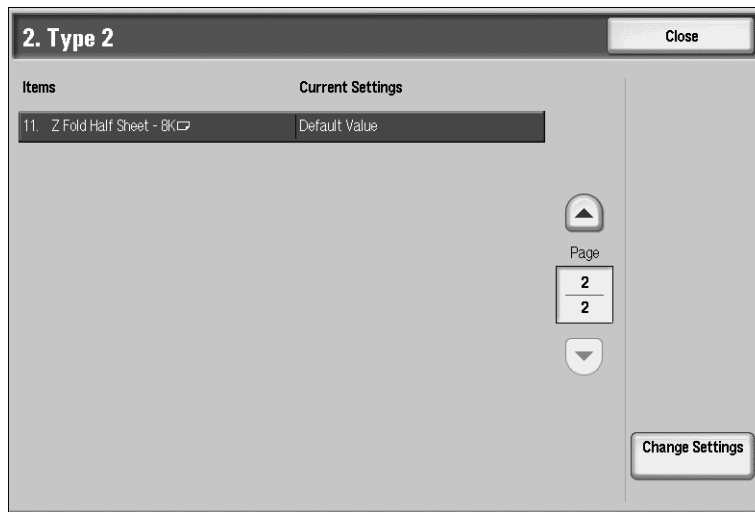 2. Type 2
Close
Items Current Settings
11. Z Fold Half Sheet - 8K Default Value
Page
2
2
Change Settings